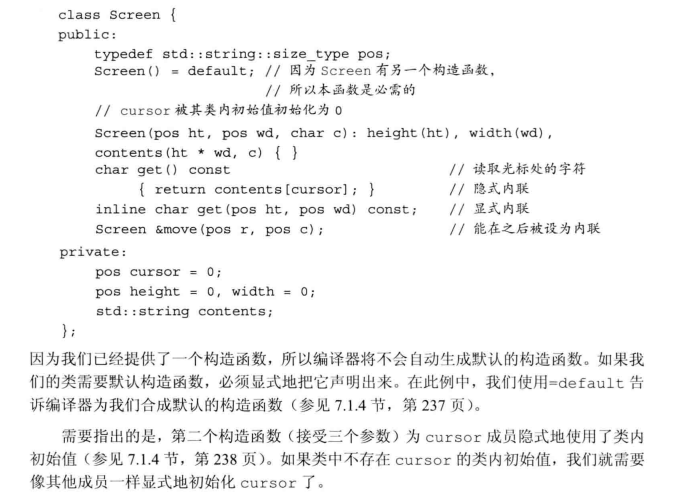 class Screen {
public:
typedef std::string::size_type pos;
Screen() = default; // 因为 Screen 有另一个构造函数,
// 所以本函数是必需的
// cursor 被其类内初始值初始化为 0
Screen(pos ht, pos wd, char c): height(ht), width(wd),
contents(ht * wd, c) { }
char get() const // 读取光标处的字符
{ return contents[cursor]; } // 隐式内联
inline char get(pos ht, pos wd) const; // 显式内联
Screen &move(pos r, pos c); // 能在之后被设为内联
private:
pos cursor = 0;
pos height = 0, width = 0;
std::string contents;
};
因为我们已经提供了一个构造函数，所以编译器将不会自动生成默认的构造函数。如果我
们的类需要默认构造函数，必须显式地把它声明出来。在此例中，我们使用=default 告
诉编译器为我们合成默认的构造函数（参见 7.1.4 节，第 237 页）。
需要指出的是，第二个构造函数（接受三个参数）为 cursor 成员隐式地使用了类内
初始值（参见 7.1.4 节，第 238 页）。如果类中不存在 cursor 的类内初始值，我们就需要
像其他成员一样显式地初始化 cursor 了。